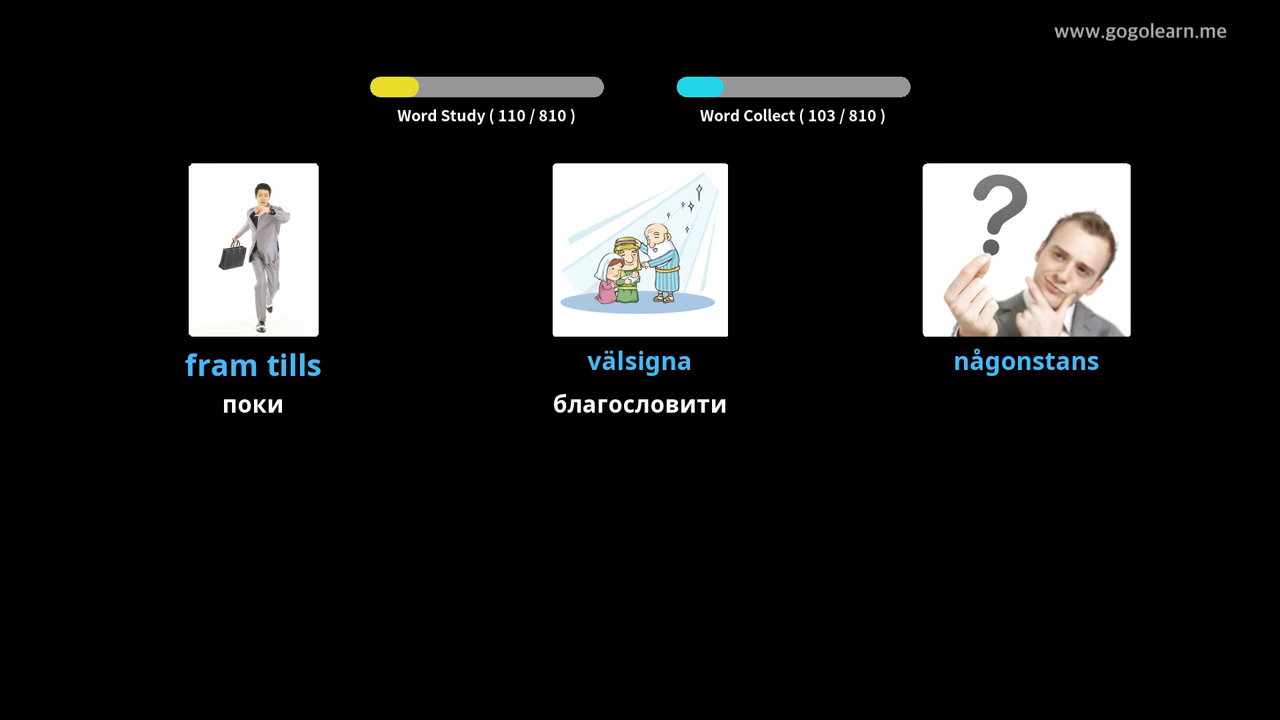 www.gogolearn.me
Word Study ( 110 / 810 )
Word Collect ( 103 / 810 )
fram tills
välsigna
någonstans
поки
благословити